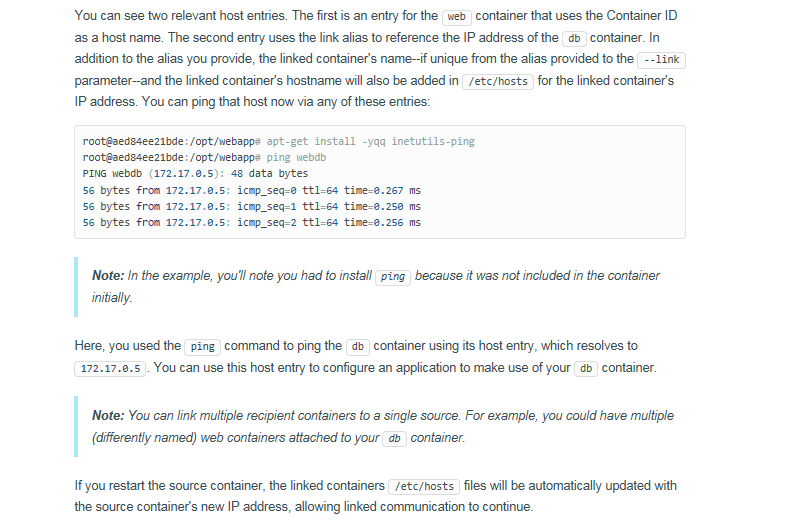 You can see two relevant host entries. The first is an entry for the web container that uses the Container ID
as a host name. The second entry uses the link alias to reference the IP address of the db container. In
addition to the alias you provide, the linked container's name--if unique from the alias provided to the --link
parameter--and the linked container's hostname will also be added in /etc/hosts for the linked container's
IP address. You can ping that host now via any of these entries:
root@aed84ee21bde:/opt/webapp# apt-get install -yqq inetutils-ping
root@aed84ee21bde:/opt/webapp# ping webdb
PING webdb (172.17.0.5): 48 data bytes
56 bytes from 172.17.0.5: icmp_seq=0 ttl=64 time=0.267 ms
56 bytes from 172.17.0.5: icmp_seq=1 ttl=64 time=0.250 ms
56 bytes from 172.17.0.5: icmp_seq=2 ttl=64 time=0.256 ms
Note: In the example, you'll note you had to install ping because it was not included in the container
initially.
Here, you used the ping command to ping the db container using its host entry, which resolves to
172.17.0.5 . You can use this host entry to configure an application to make use of your db container.
Note: You can link multiple recipient containers to a single source. For example, you could have multiple
(differently named) web containers attached to your db container.
If you restart the source container, the linked containers /etc/hosts files will be automatically updated with
the source container's new IP address, allowing linked communication to continue.